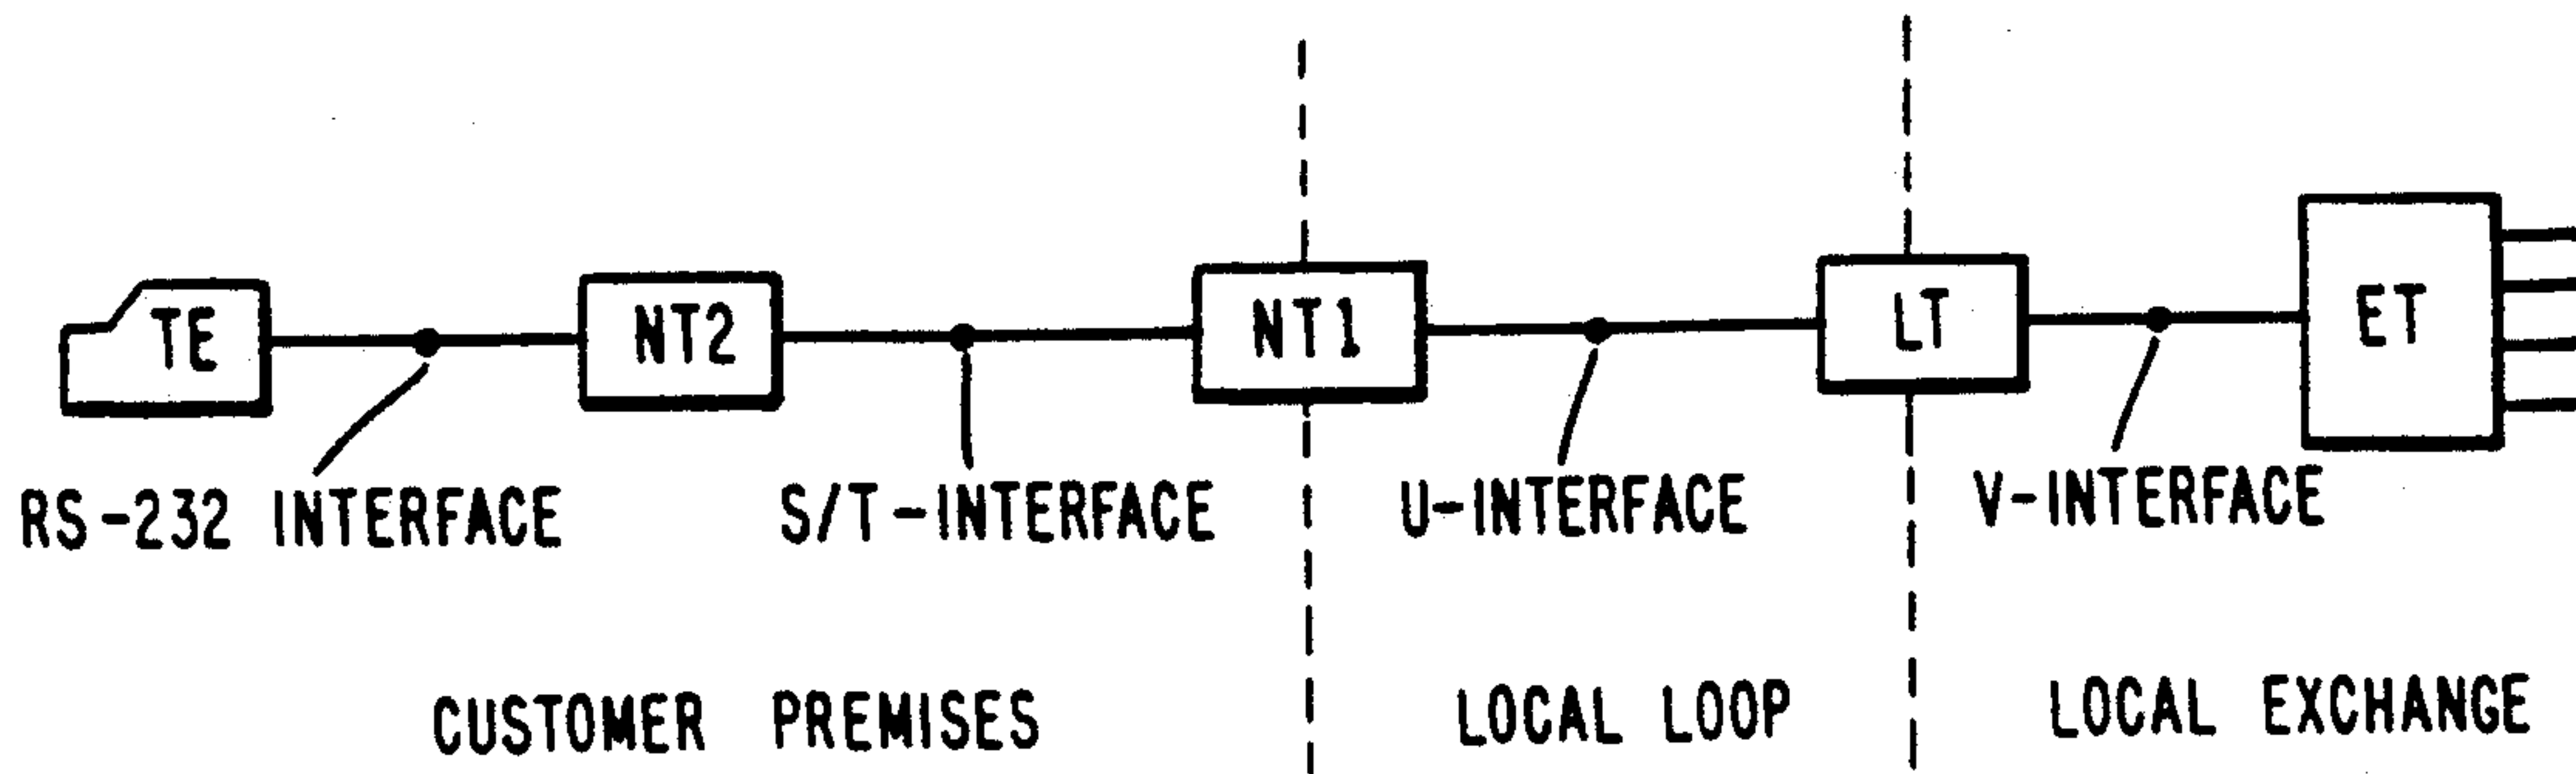 TE
NT2
NT1
LT
ET
RS-232 INTERFACE
S/T-INTERFACE
U-INTERFACE
V-INTERFACE
CUSTOMER PREMISES
LOCAL LOOP
LOCAL EXCHANGE